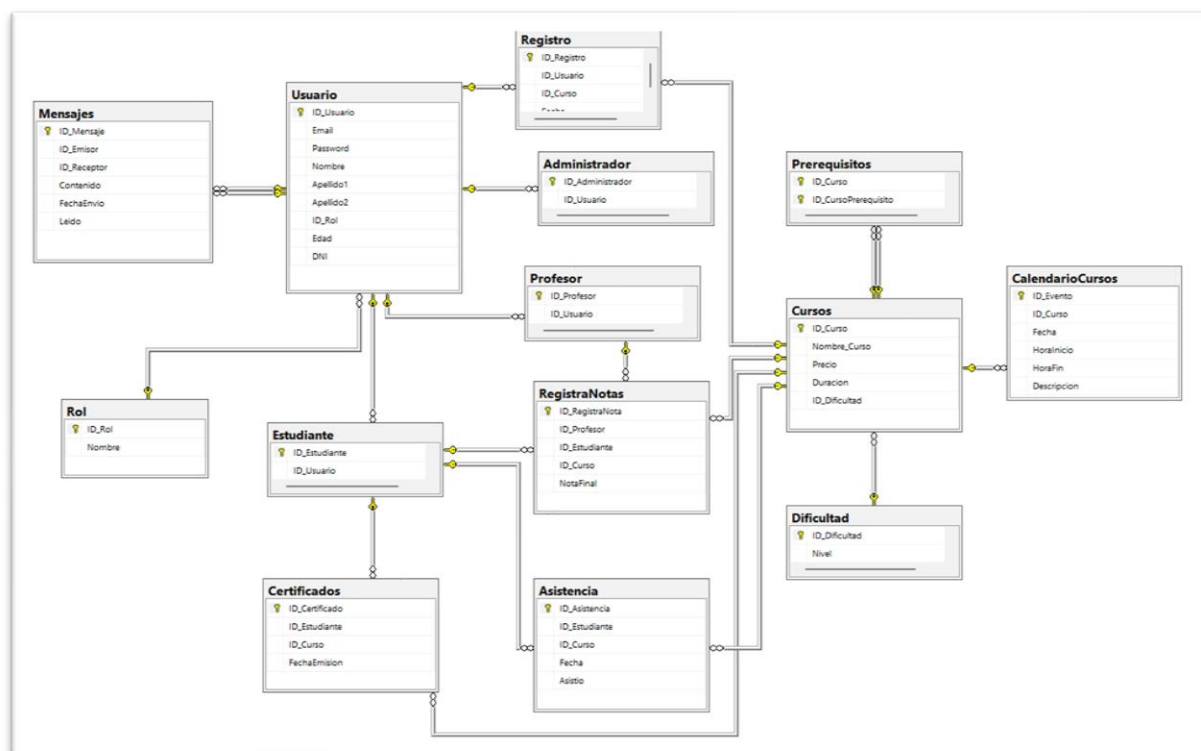 Registro
ID_Registro
ID_Usuario
ID_Curso
Usuario
ID_Usuario
Email
Password
Nombre
Apellido1
Apellido2
ID_Rol
Edad
DNI
Mensajes
ID_Mensaje
ID_Emisor
ID_Receptor
Contenido
FechaEnvio
Leido
Administrador
ID_Administrador
ID_Usuario
Prerequisitos
ID_Curso
ID_CursoPrerequisito
Profesor
ID_Profesor
ID_Usuario
CalendarioCursos
ID_Evento
ID_Curso
Fecha
HoraInicio
HoraFin
Descripcion
Cursos
ID_Curso
Nombre_Curso
Precio
Duracion
ID_Dificultad
Rol
ID_Rol
Nombre
RegistraNotas
ID_RegistraNota
ID_Profesor
ID_Estudiante
ID_Curso
NotaFinal
Estudiante
ID_Estudiante
ID_Usuario
Dificultad
ID_Dificultad
Nivel
Certificados
ID_Certificado
ID_Estudiante
ID_Curso
FechaEmision
Asistencia
ID_Asistencia
ID_Estudiante
ID_Curso
Fecha
Asistio